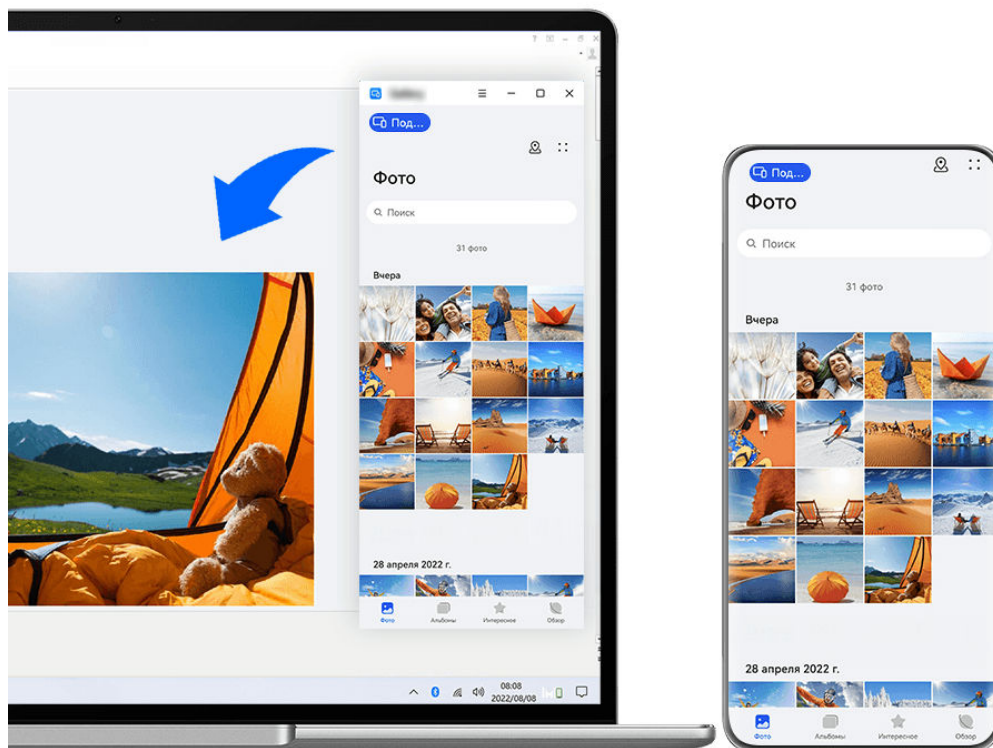 Под...
Фото
Поиск
31 фото
Вчера
28 апреля 2022 г.
Фото
Альбомы
Интересное
Обзор
08:08
2022/08/08
Под...
Фото
Поиск
31 фото
Вчера
28 апреля 2022 г.
Фото
Альбомы
Интересное
Обзор